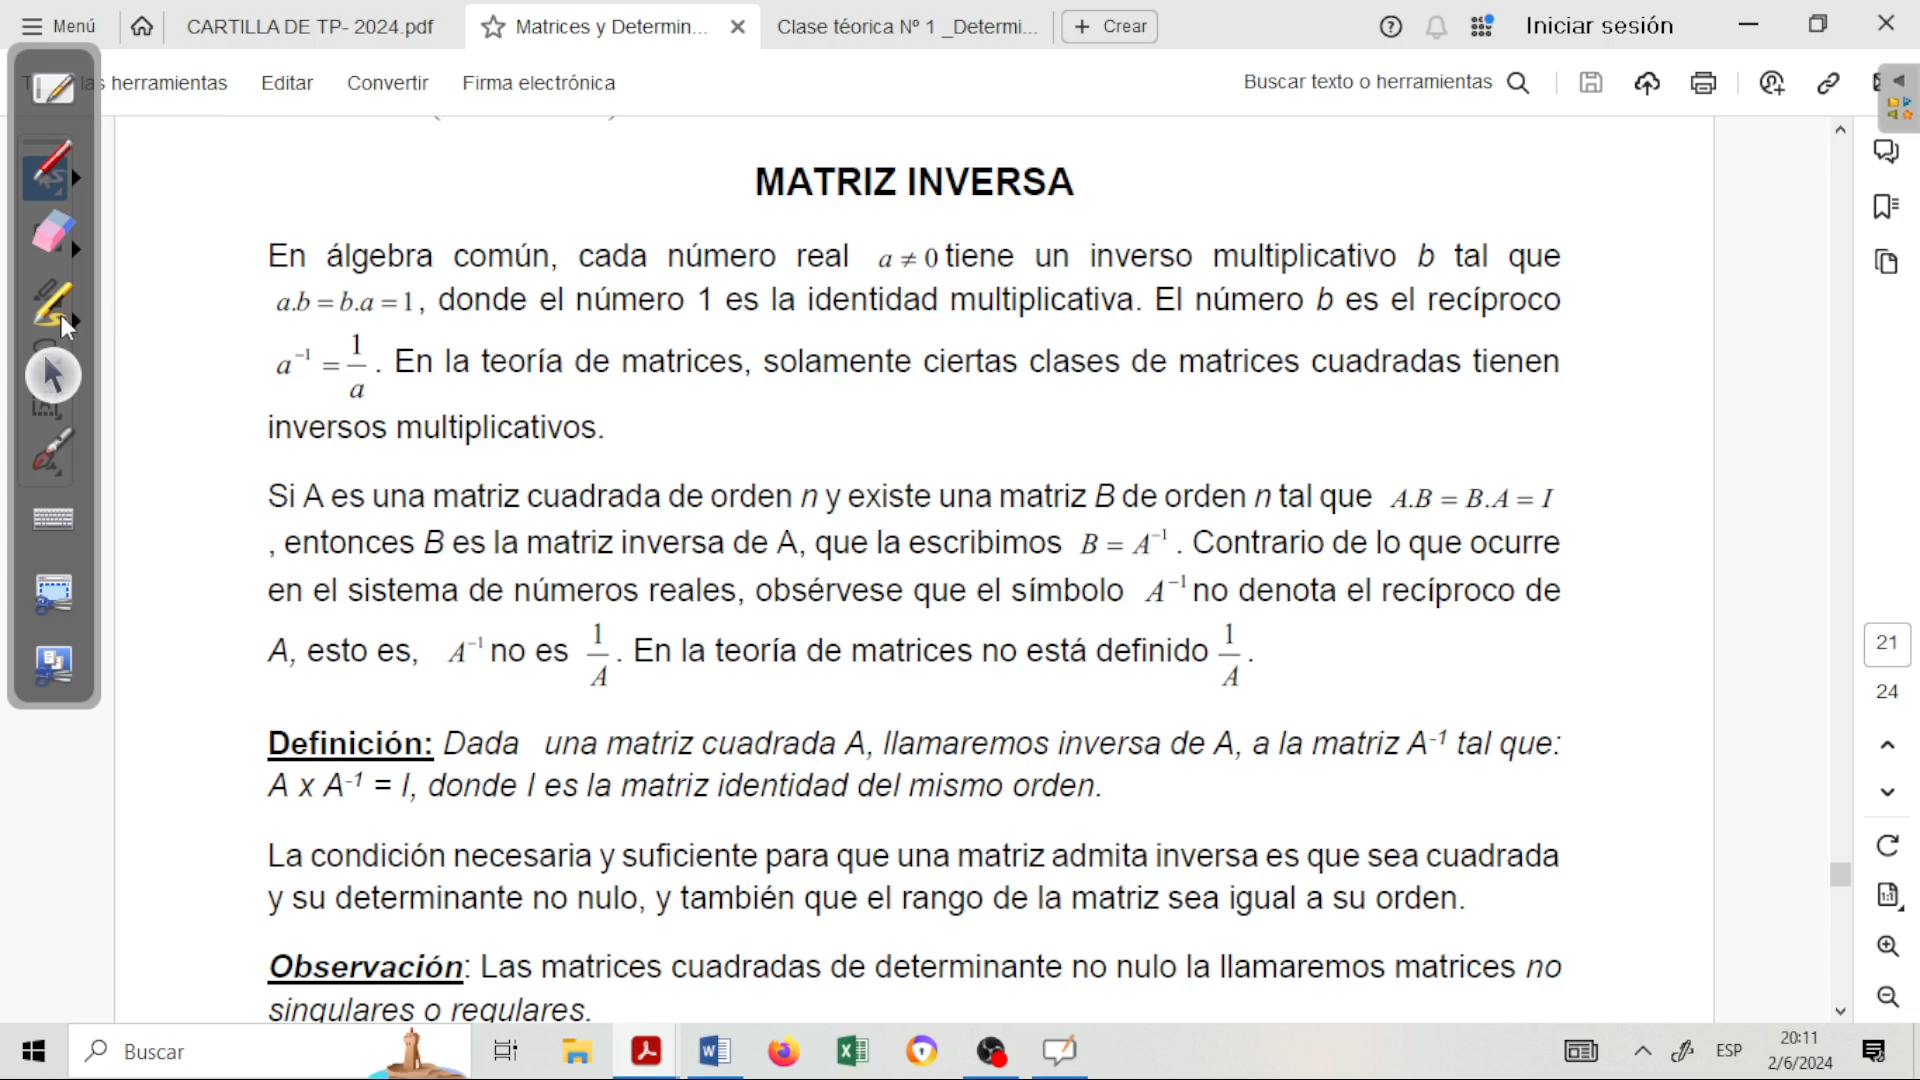 Menú
CARTILLA DE TP- 2024.pdf
Matrices y Determin...
Clase téorica Nº 1 _Determi...
+ Crear
Iniciar sesión
las herramientas
Editar
Convertir
Firma electrónica
Buscar texto o herramientas
MATRIZ INVERSA
En álgebra común, cada número real a ≠ 0 tiene un inverso multiplicativo b tal que
a.b = b.a = 1, donde el número 1 es la identidad multiplicativa. El número b es el recíproco
a⁻¹ = 1/a. En la teoría de matrices, solamente ciertas clases de matrices cuadradas tienen
inversos multiplicativos.
Si A es una matriz cuadrada de orden n y existe una matriz B de orden n tal que A.B = B.A = I
, entonces B es la matriz inversa de A, que la escribimos B = A⁻¹. Contrario de lo que ocurre
en el sistema de números reales, obsérvese que el símbolo A⁻¹ no denota el recíproco de
A, esto es, A⁻¹ no es 1/A. En la teoría de matrices no está definido 1/A.
Definición: Dada una matriz cuadrada A, llamaremos inversa de A, a la matriz A⁻¹ tal que:
A x A⁻¹ = I, donde I es la matriz identidad del mismo orden.
La condición necesaria y suficiente para que una matriz admita inversa es que sea cuadrada
y su determinante no nulo, y también que el rango de la matriz sea igual a su orden.
Observación: Las matrices cuadradas de determinante no nulo la llamaremos matrices no
singulares o regulares.
21
24
Buscar
ESP
20:11
2/6/2024